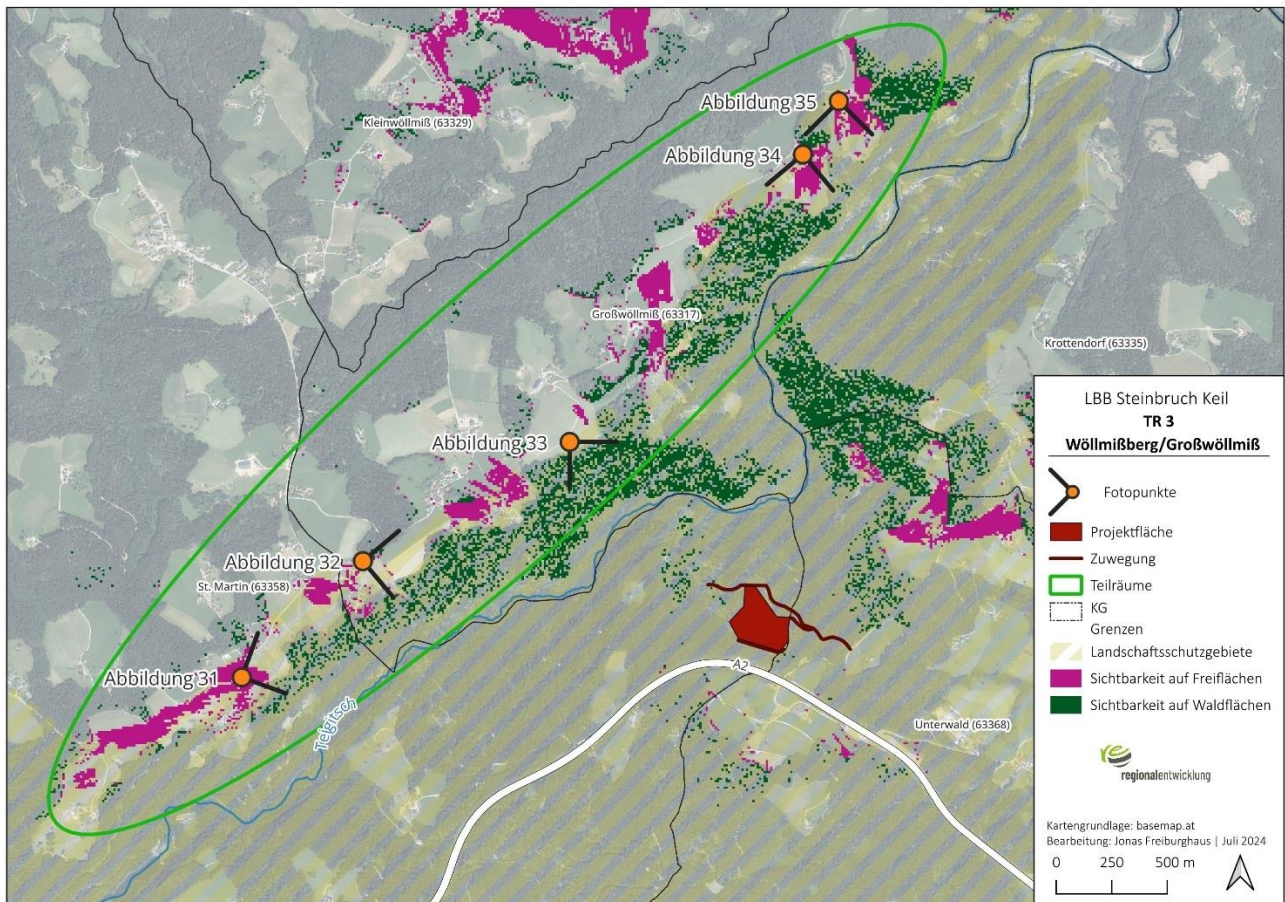 Abbildung 35
Kleinwöllmiß (63329)
Abbildung 34
Großwöllmiß (63317)
Krottendorf (63335)
Abbildung 33
Abbildung 32
St. Martin (63358)
Abbildung 31
Teigitsch
A2
Unterwald (63368)
LBB Steinbruch Keil
TR 3
Wöllmißberg/Großwöllmiß
Fotopunkte
Projektfläche
Zuwegung
Teilräume
KG
Grenzen
Landschaftsschutzgebiete
Sichtbarkeit auf Freiflächen
Sichtbarkeit auf Waldflächen
re
regionalentwicklung
Kartengrundlage: basemap.at
Bearbeitung: Jonas Freiburghaus | Juli 2024
0 250 500 m